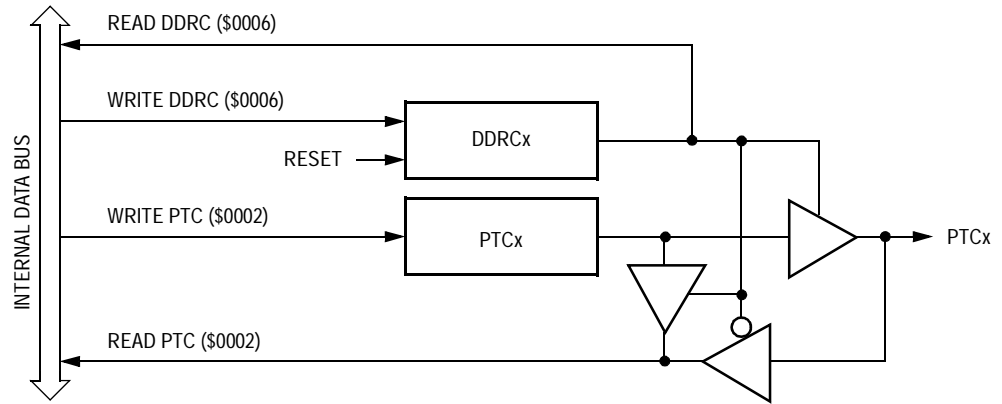 READ DDRC ($0006)
WRITE DDRC ($0006)
DDRCx
RESET
INTERNAL DATA BUS
WRITE PTC ($0002)
PTCx
PTCx
READ PTC ($0002)